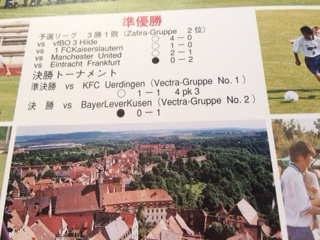 準優勝
予選リーグ 3勝1敗 (Zafira-Gruppe 2位)
vs vfBO 3 Hilde ○ 4-0
vs 1 FCKaiserslautern ○ 1-0
vs Manchester United ○ 2-1
vs Eintracht Frankfurt ● 0-2
決勝トーナメント
準決勝 vs KFC Uerdingen (Vectra-Gruppe No. 1)
○ 1-1 4 pk 3
決 勝 vs BayerLeverKusen (Vectra-Gruppe No. 2)
● 0-1